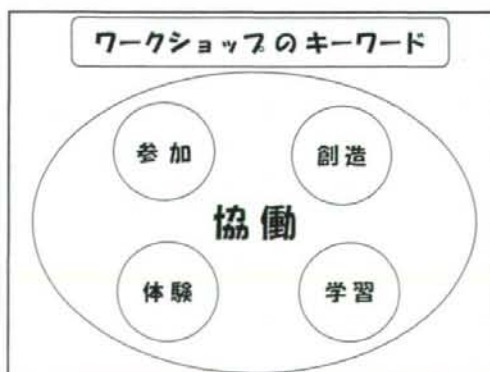 ワークショップのキーワード
参加
創造
協働
体験
学習